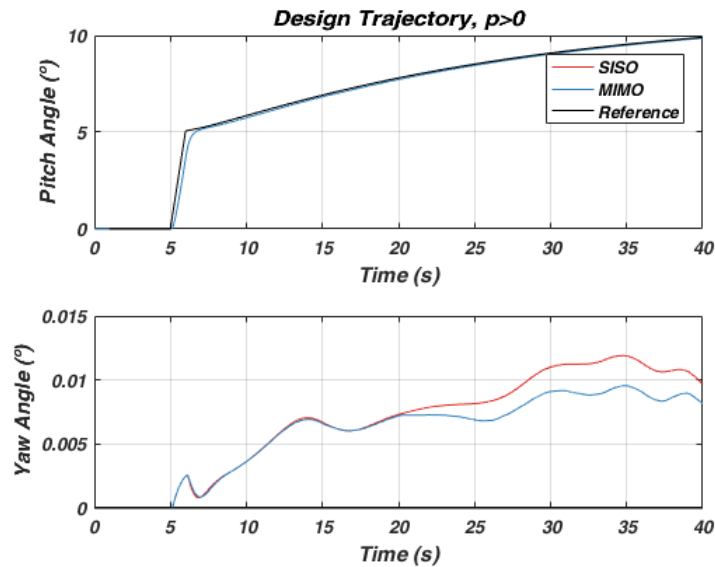 Design Trajectory, p>0
10
5
0
Pitch Angle (°)
SISO
MIMO
Reference
0 5 10 15 20 25 30 35 40
Time (s)
0.015
0.01
0.005
0
Yaw Angle (°)
0 5 10 15 20 25 30 35 40
Time (s)